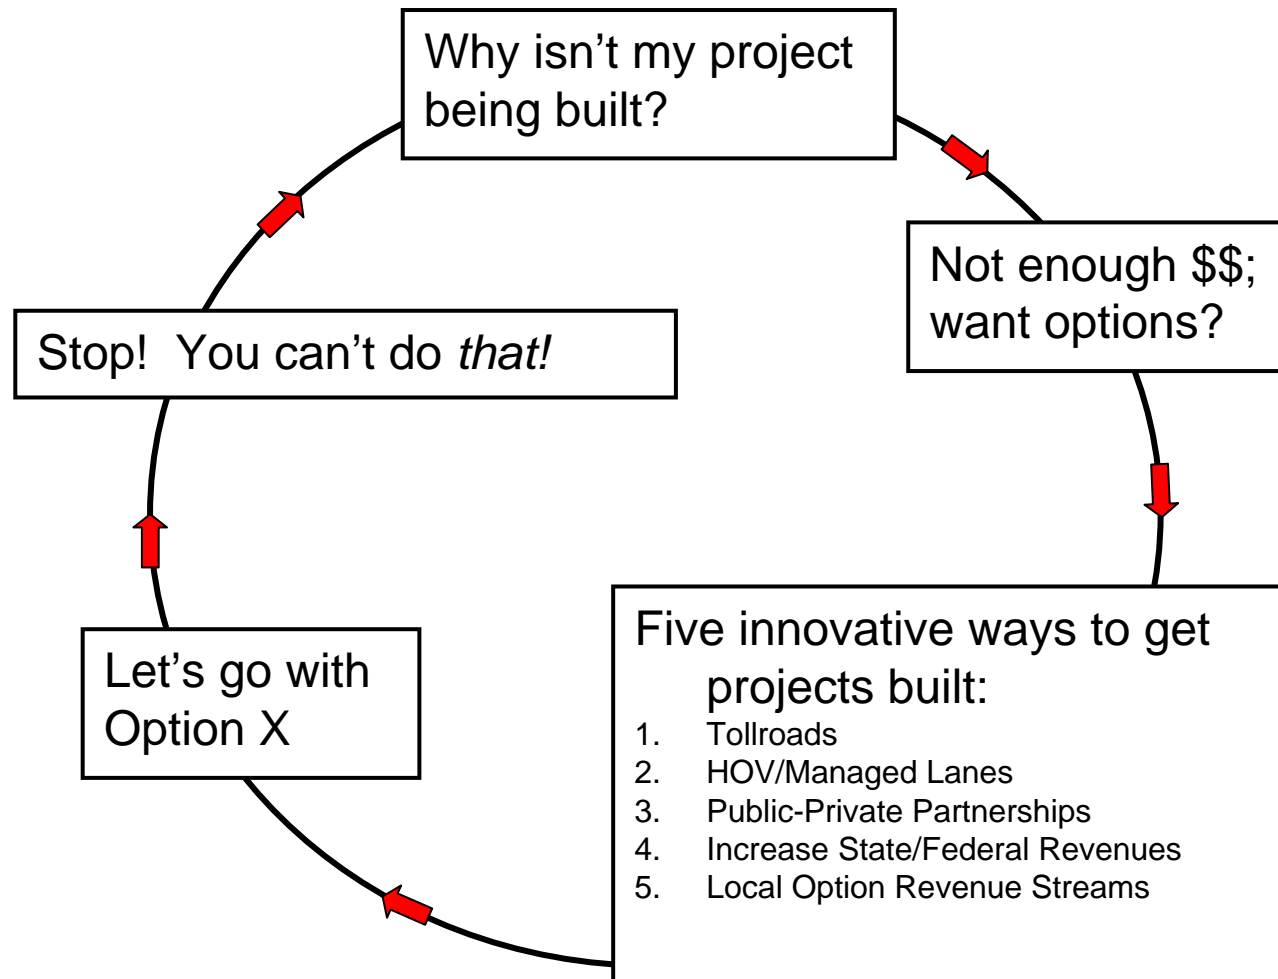 Why isn’t my project
being built?
Not enough $$;
want options?
Five innovative ways to get
projects built:
1. Tollroads
2. HOV/Managed Lanes
3. Public-Private Partnerships
4. Increase State/Federal Revenues
5. Local Option Revenue Streams
Let’s go with
Option X
Stop! You can’t do that!